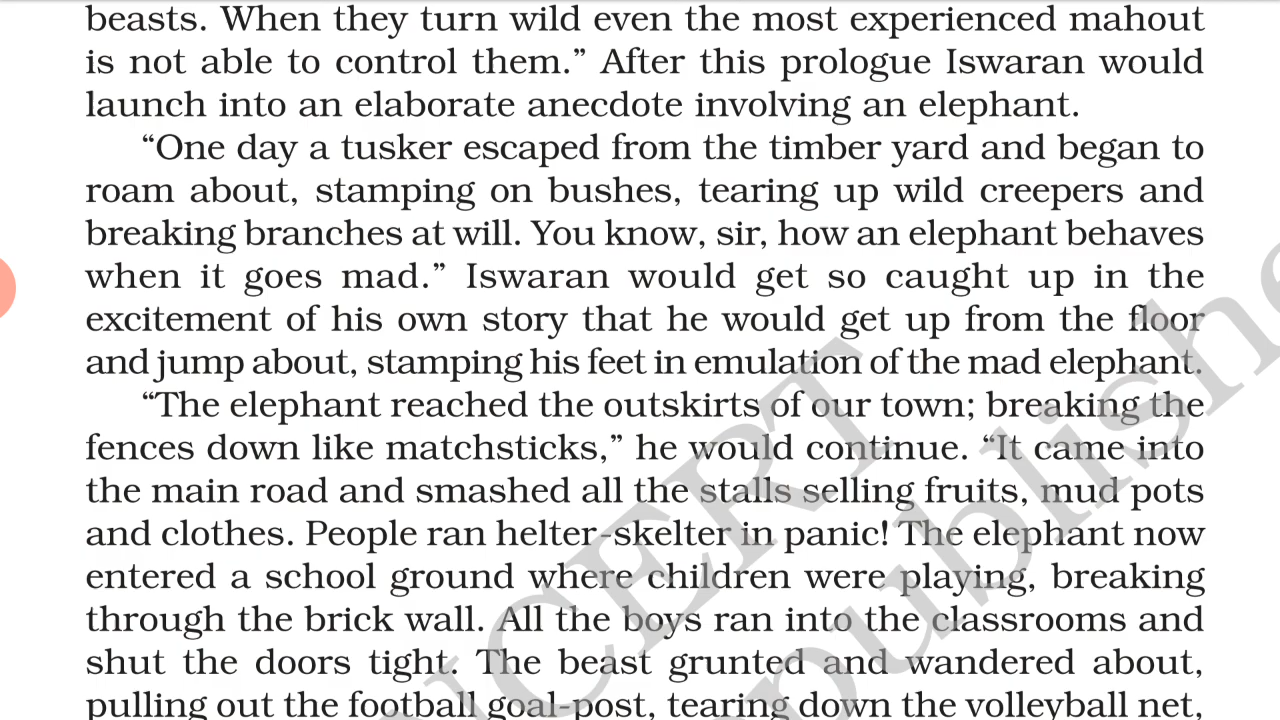 beasts. When they turn wild even the most experienced mahout
is not able to control them.” After this prologue Iswaran would
launch into an elaborate anecdote involving an elephant.
“One day a tusker escaped from the timber yard and began to
roam about, stamping on bushes, tearing up wild creepers and
breaking branches at will. You know, sir, how an elephant behaves
when it goes mad.” Iswaran would get so caught up in the
excitement of his own story that he would get up from the floor
and jump about, stamping his feet in emulation of the mad elephant.
“The elephant reached the outskirts of our town; breaking the
fences down like matchsticks,” he would continue. “It came into
the main road and smashed all the stalls selling fruits, mud pots
and clothes. People ran helter-skelter in panic! The elephant now
entered a school ground where children were playing, breaking
through the brick wall. All the boys ran into the classrooms and
shut the doors tight. The beast grunted and wandered about,
pulling out the football goal-post, tearing down the volleyball net,
NCERT
publishe